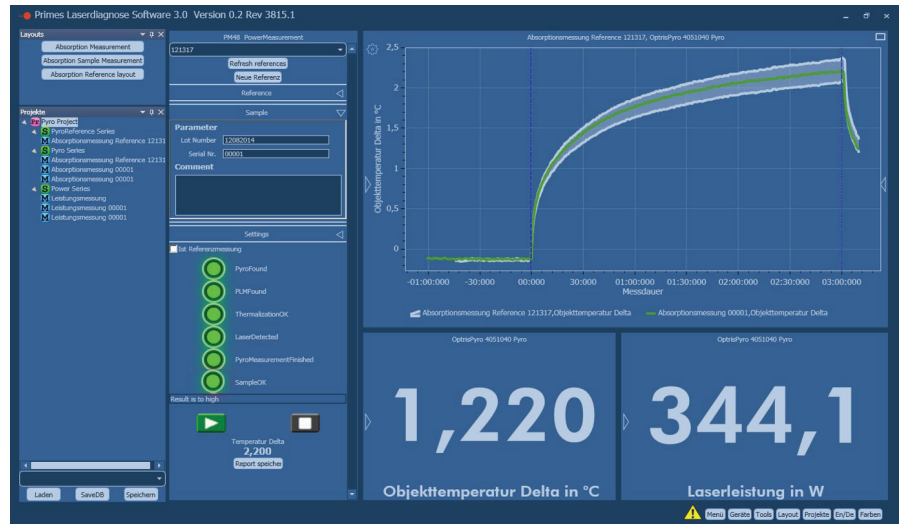 Primes Laserdiagnose Software 3.0 Version 0.2 Rev 3815.1
Layouts
Absorption Measurement
Absorption Sample Measurement
Absorption Reference layout
Projekte
Pr Pyro Project
S PyroReference Series
M Absorptionsmessung Reference 12131
S Pyro Series
M Absorptionsmessung Reference 12131
M Absorptionsmessung 00001
M Absorptionsmessung 00001
S Power Series
M Leistungsmessung
M Leistungsmessung 00001
M Leistungsmessung 00001
Laden SaveDB Speichern
PM48 PowerMeasurement
121317
Refresh references
Neue Referenz
Reference
Sample
Parameter
Lot Number 12082014
Serial Nr. 00001
Comment
Settings
Ist Referenzmessung
PyroFound
PLMFound
ThermalizationOK
LaserDetected
PyroMeasurementFinished
SampleOK
Result is to high
Temperatur Delta
2,200
Report speicher
Absorptionsmessung Reference 121317, OptrisPyro 4051040 Pyro
Objekttemperatur Delta in °C
2,5
2
1,5
1
0,5
0
-01:00:000 -30:000 00:000 30:000 01:00:000 01:30:000 02:00:000 02:30:000 03:00:000
Messdauer
Absorptionsmessung Reference 121317,Objekttemperatur Delta Absorptionsmessung 00001,Objekttemperatur Delta
OptrisPyro 4051040 Pyro
1,220
Objekttemperatur Delta in °C
OptrisPyro 4051040 Pyro
344,1
Laserleistung in W
Menü Geräte Tools Layout Projekte En/De Farben